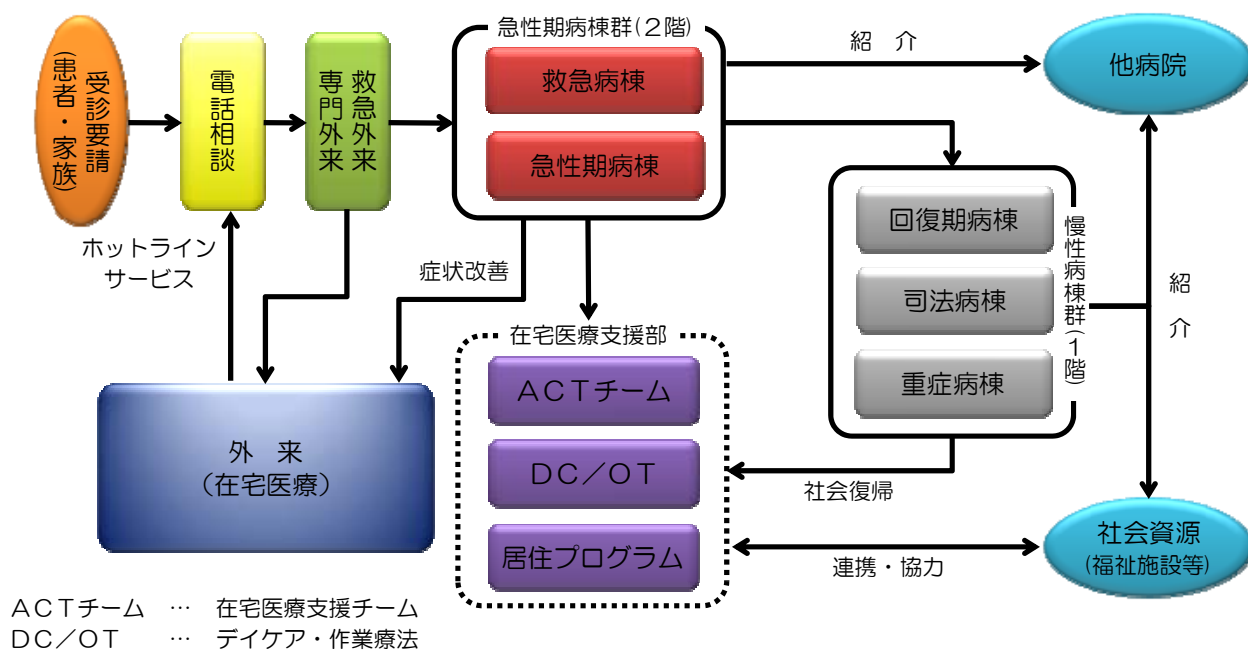 受診要請
(患者・家族)
電話相談
救急外来
専門外来
急性期病棟群(２階)
救急病棟
急性期病棟
紹　介
他病院
回復期病棟
司法病棟
重症病棟
慢性病棟群(１階)
紹　介
ホットライン
サービス
症状改善
外　来
(在宅医療)
在宅医療支援部
ＡＣＴチーム
ＤＣ／ＯＴ
居住プログラム
社会復帰
連携・協力
社会資源
(福祉施設等)
ＡＣＴチーム　…　在宅医療支援チーム
ＤＣ／ＯＴ　…　デイケア・作業療法